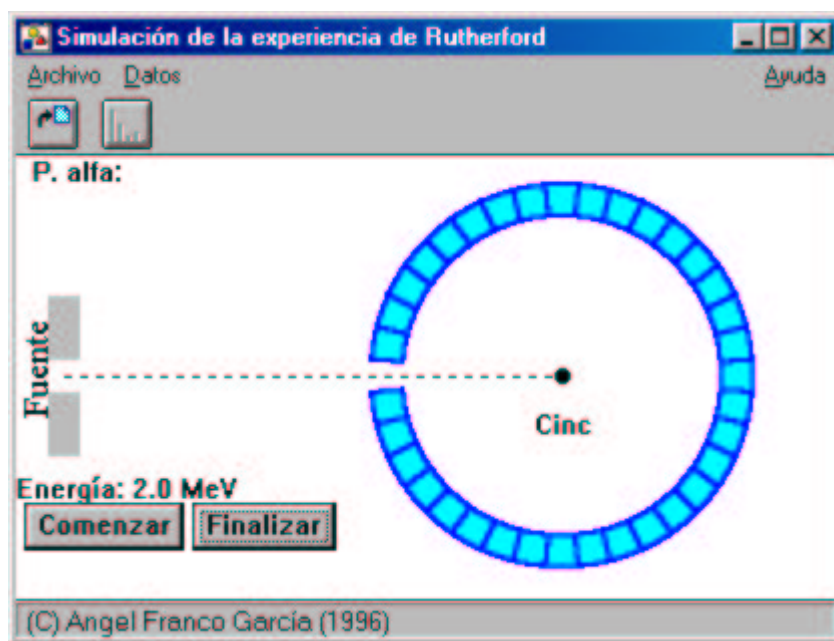 Simulación de la experiencia de Rutherford
Archivo Datos Ayuda
P. alfa:
Fuente
Cinc
Energía: 2.0 MeV
Comenzar Finalizar
(C) Angel Franco García (1996)